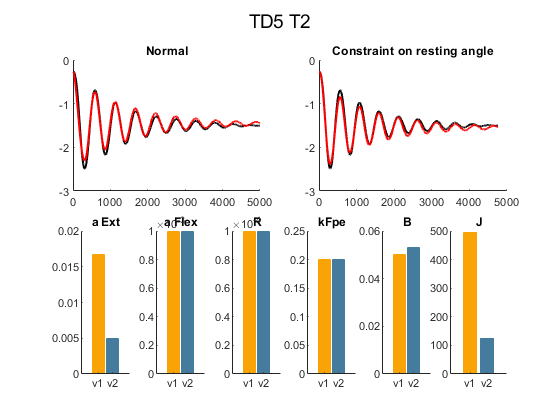 TD5 T2
Normal
Constraint on resting angle
0
-1
-2
-3
0 1000 2000 3000 4000 5000
0
-1
-2
-3
0 1000 2000 3000 4000 5000
a Ext
0.02
0.015
0.01
0.005
0
v1 v2
a Flex
1
0.8
0.6
0.4
0.2
0
v1 v2
R
1
0.8
0.6
0.4
0.2
0
v1 v2
kFpe
0.25
0.2
0.15
0.1
0.05
0
v1 v2
B
0.06
0.04
0.02
0
v1 v2
J
500
400
300
200
100
0
v1 v2